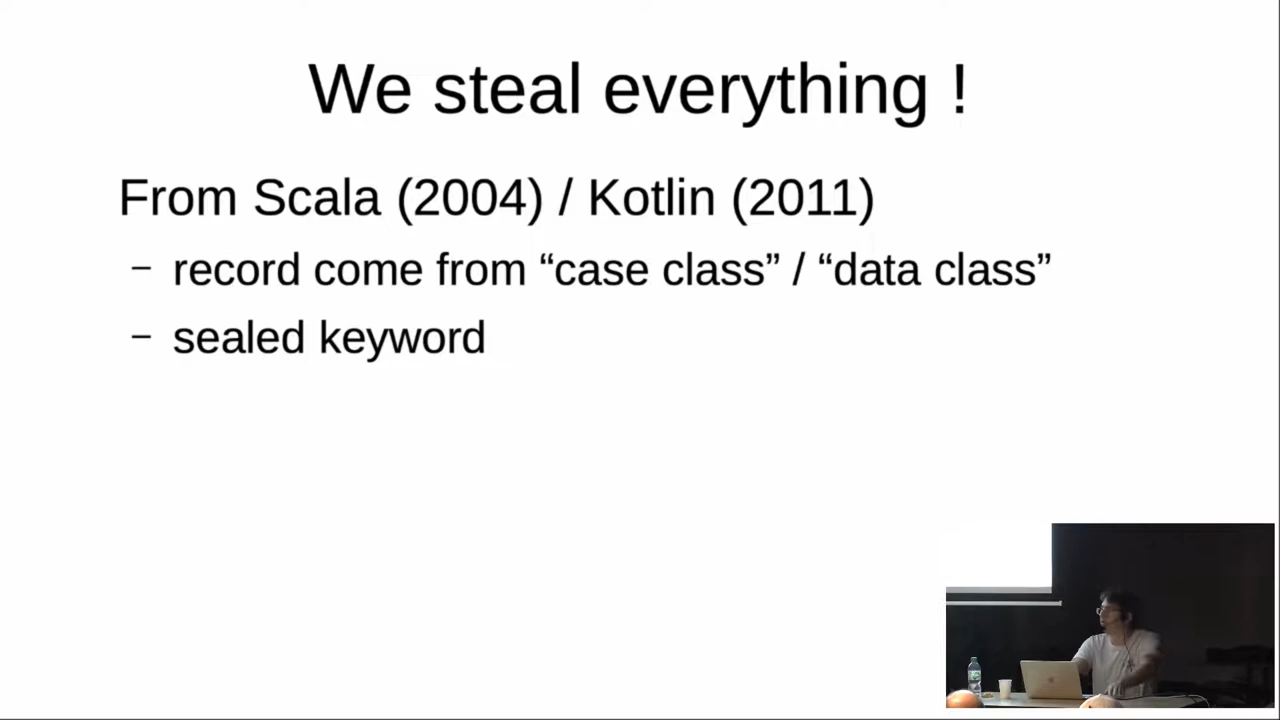 We steal everything !
From Scala (2004) / Kotlin (2011)
– record come from “case class” / “data class”
– sealed keyword